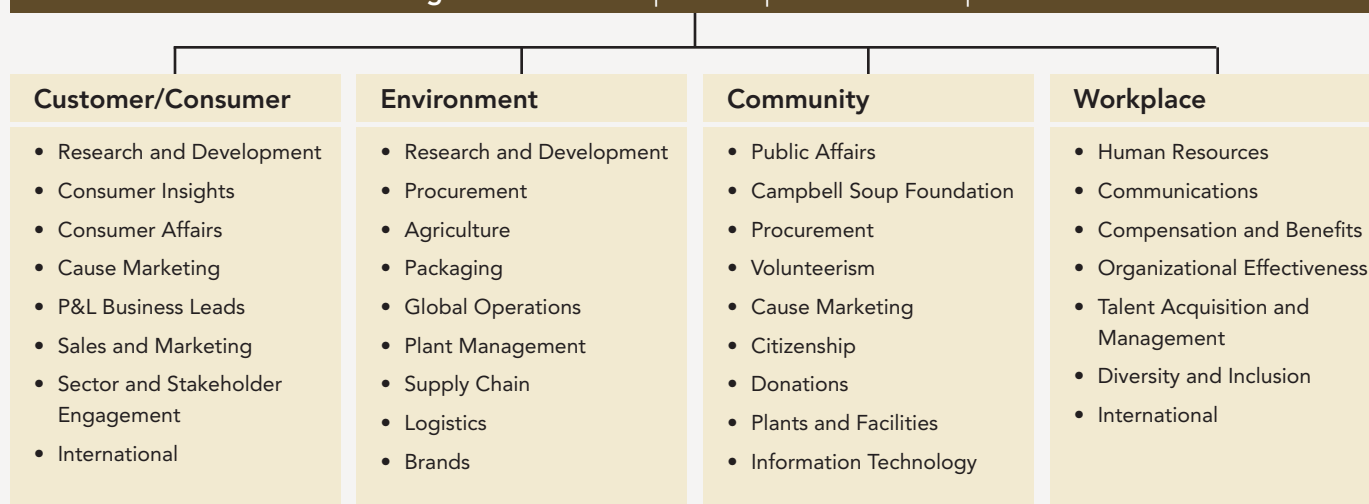 Customer/Consumer
• Research and Development
• Consumer Insights
• Consumer Affairs
• Cause Marketing
• P&L Business Leads
• Sales and Marketing
• Sector and Stakeholder
Engagement
• International
Environment
• Research and Development
• Procurement
• Agriculture
• Packaging
• Global Operations
• Plant Management
• Supply Chain
• Logistics
• Brands
Community
• Public Affairs
• Campbell Soup Foundation
• Procurement
• Volunteerism
• Cause Marketing
• Citizenship
• Donations
• Plants and Facilities
• Information Technology
Workplace
• Human Resources
• Communications
• Compensation and Benefits
• Organizational Effectiveness
• Talent Acquisition and
Management
• Diversity and Inclusion
• International